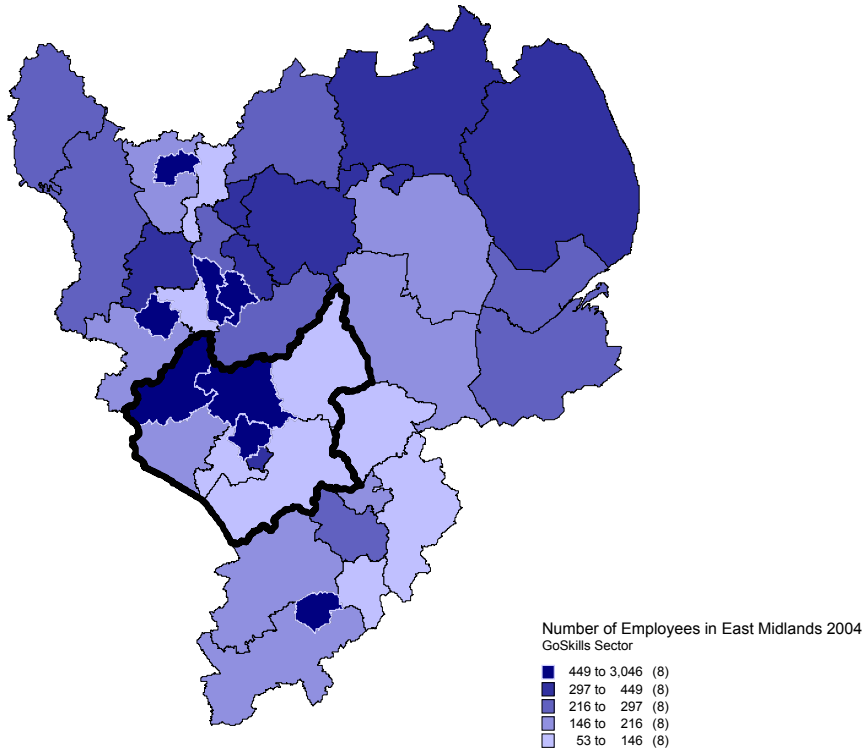 Number of Employees in East Midlands 2004
GoSkills Sector
449 to 3,046 (8)
297 to 449 (8)
216 to 297 (8)
146 to 216 (8)
53 to 146 (8)